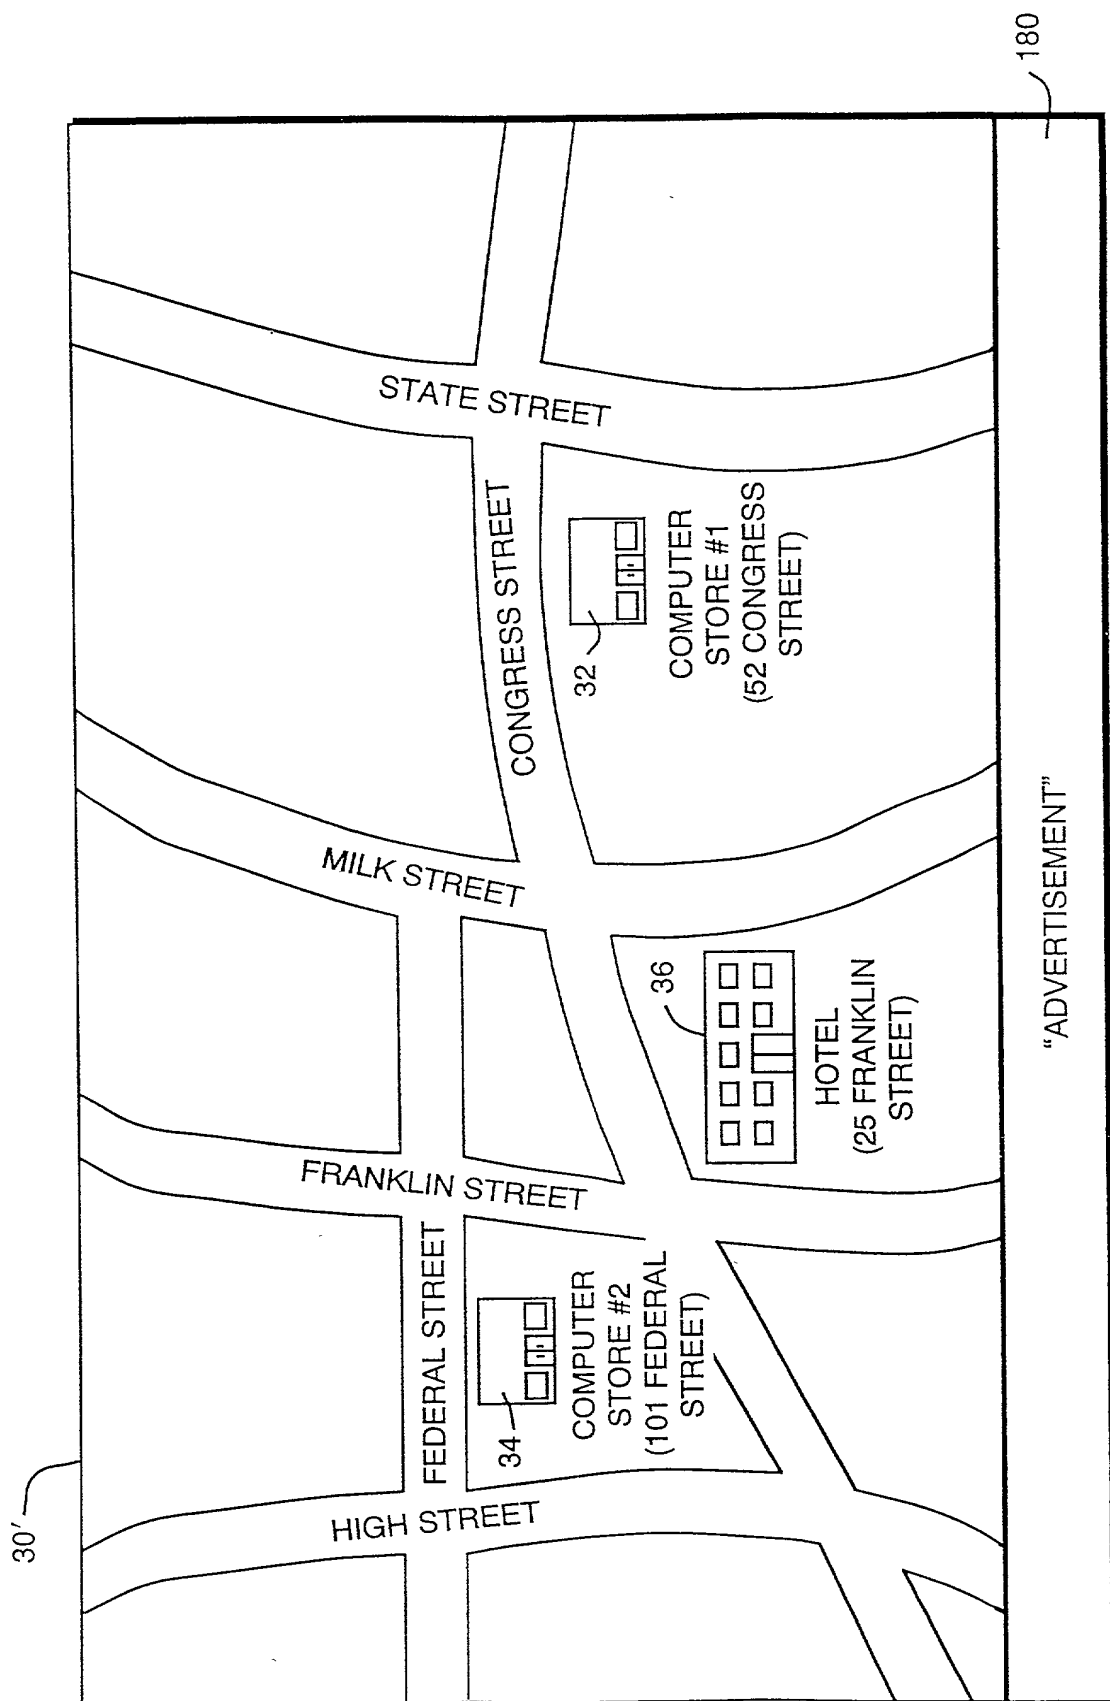 30′
180
STATE STREET
CONGRESS STREET
MILK STREET
FRANKLIN STREET
FEDERAL STREET
HIGH STREET
32
COMPUTER
STORE #1
(52 CONGRESS
STREET)
36
HOTEL
(25 FRANKLIN
STREET)
34
COMPUTER
STORE #2
(101 FEDERAL
STREET)
“ADVERTISEMENT”